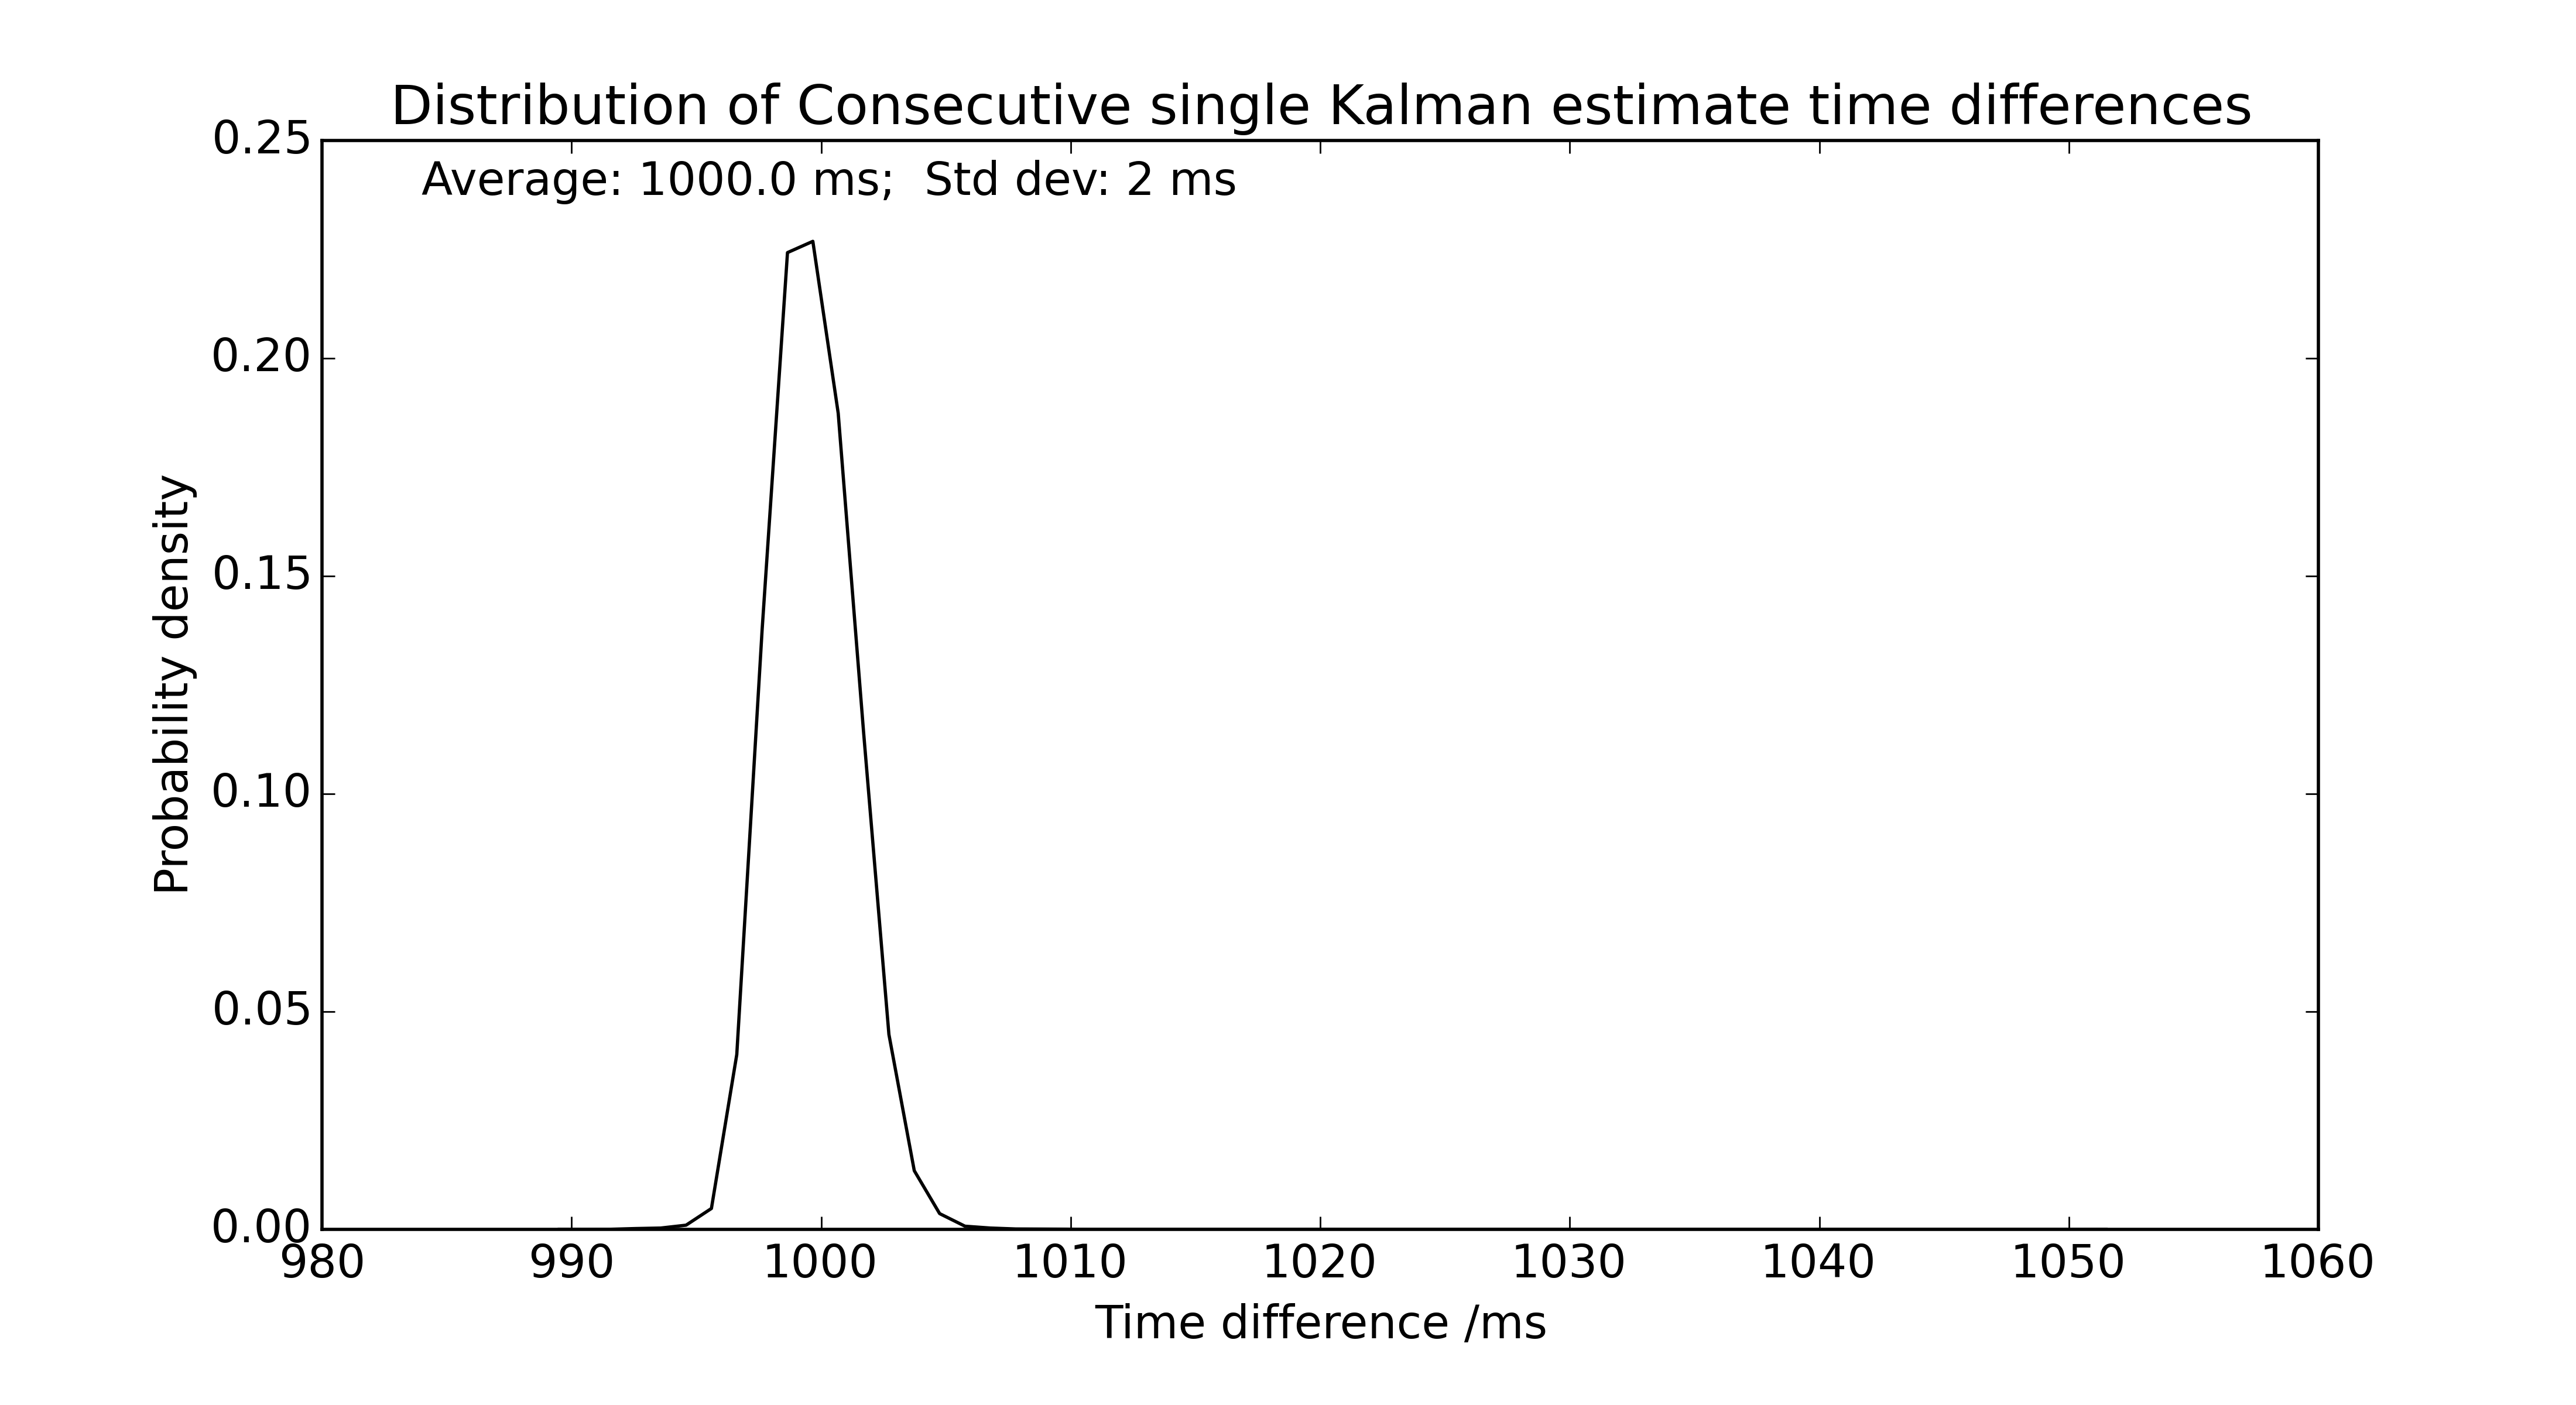 Distribution of Consecutive single Kalman estimate time differences
Average: 1000.0 ms;  Std dev: 2 ms
0.25
0.20
0.15
0.10
0.05
0.00
Probability density
980 990 1000 1010 1020 1030 1040 1050 1060
Time difference /ms